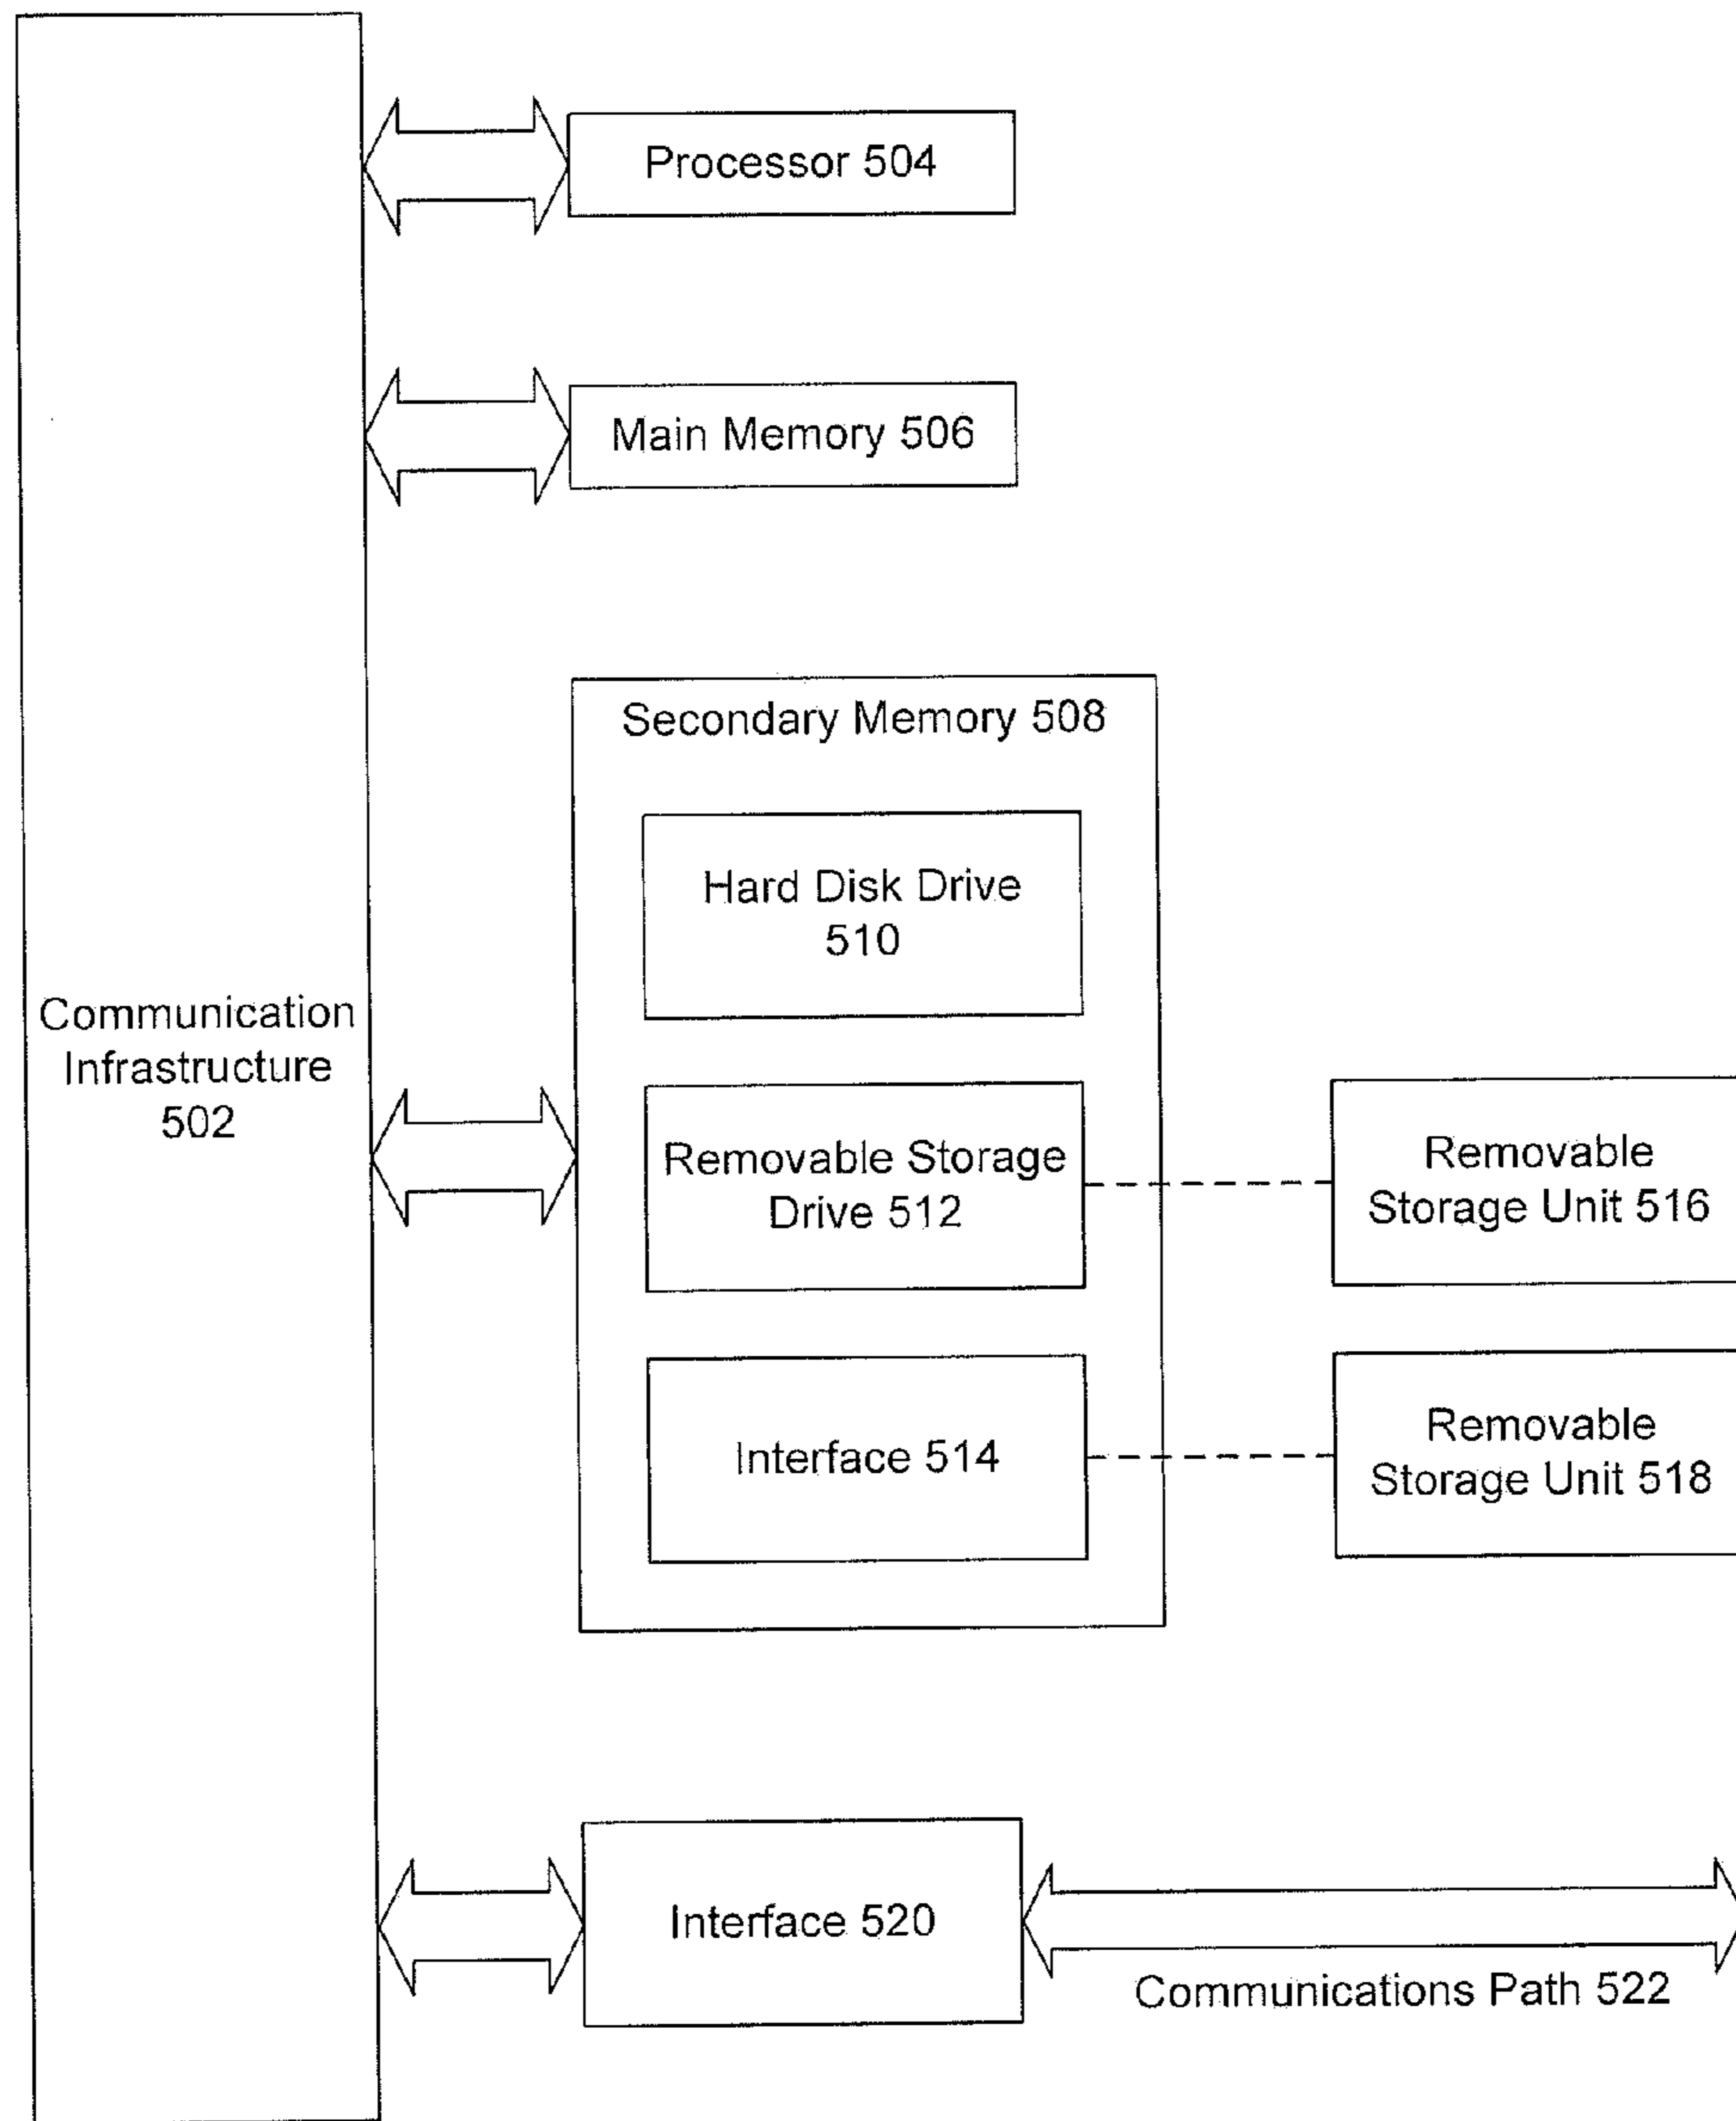 Processor 504
Main Memory 506
Secondary Memory 508
Hard Disk Drive
510
Communication
Infrastructure
502
Removable Storage
Drive 512
Removable
Storage Unit 516
Interface 514
Removable
Storage Unit 518
Interface 520
Communications Path 522